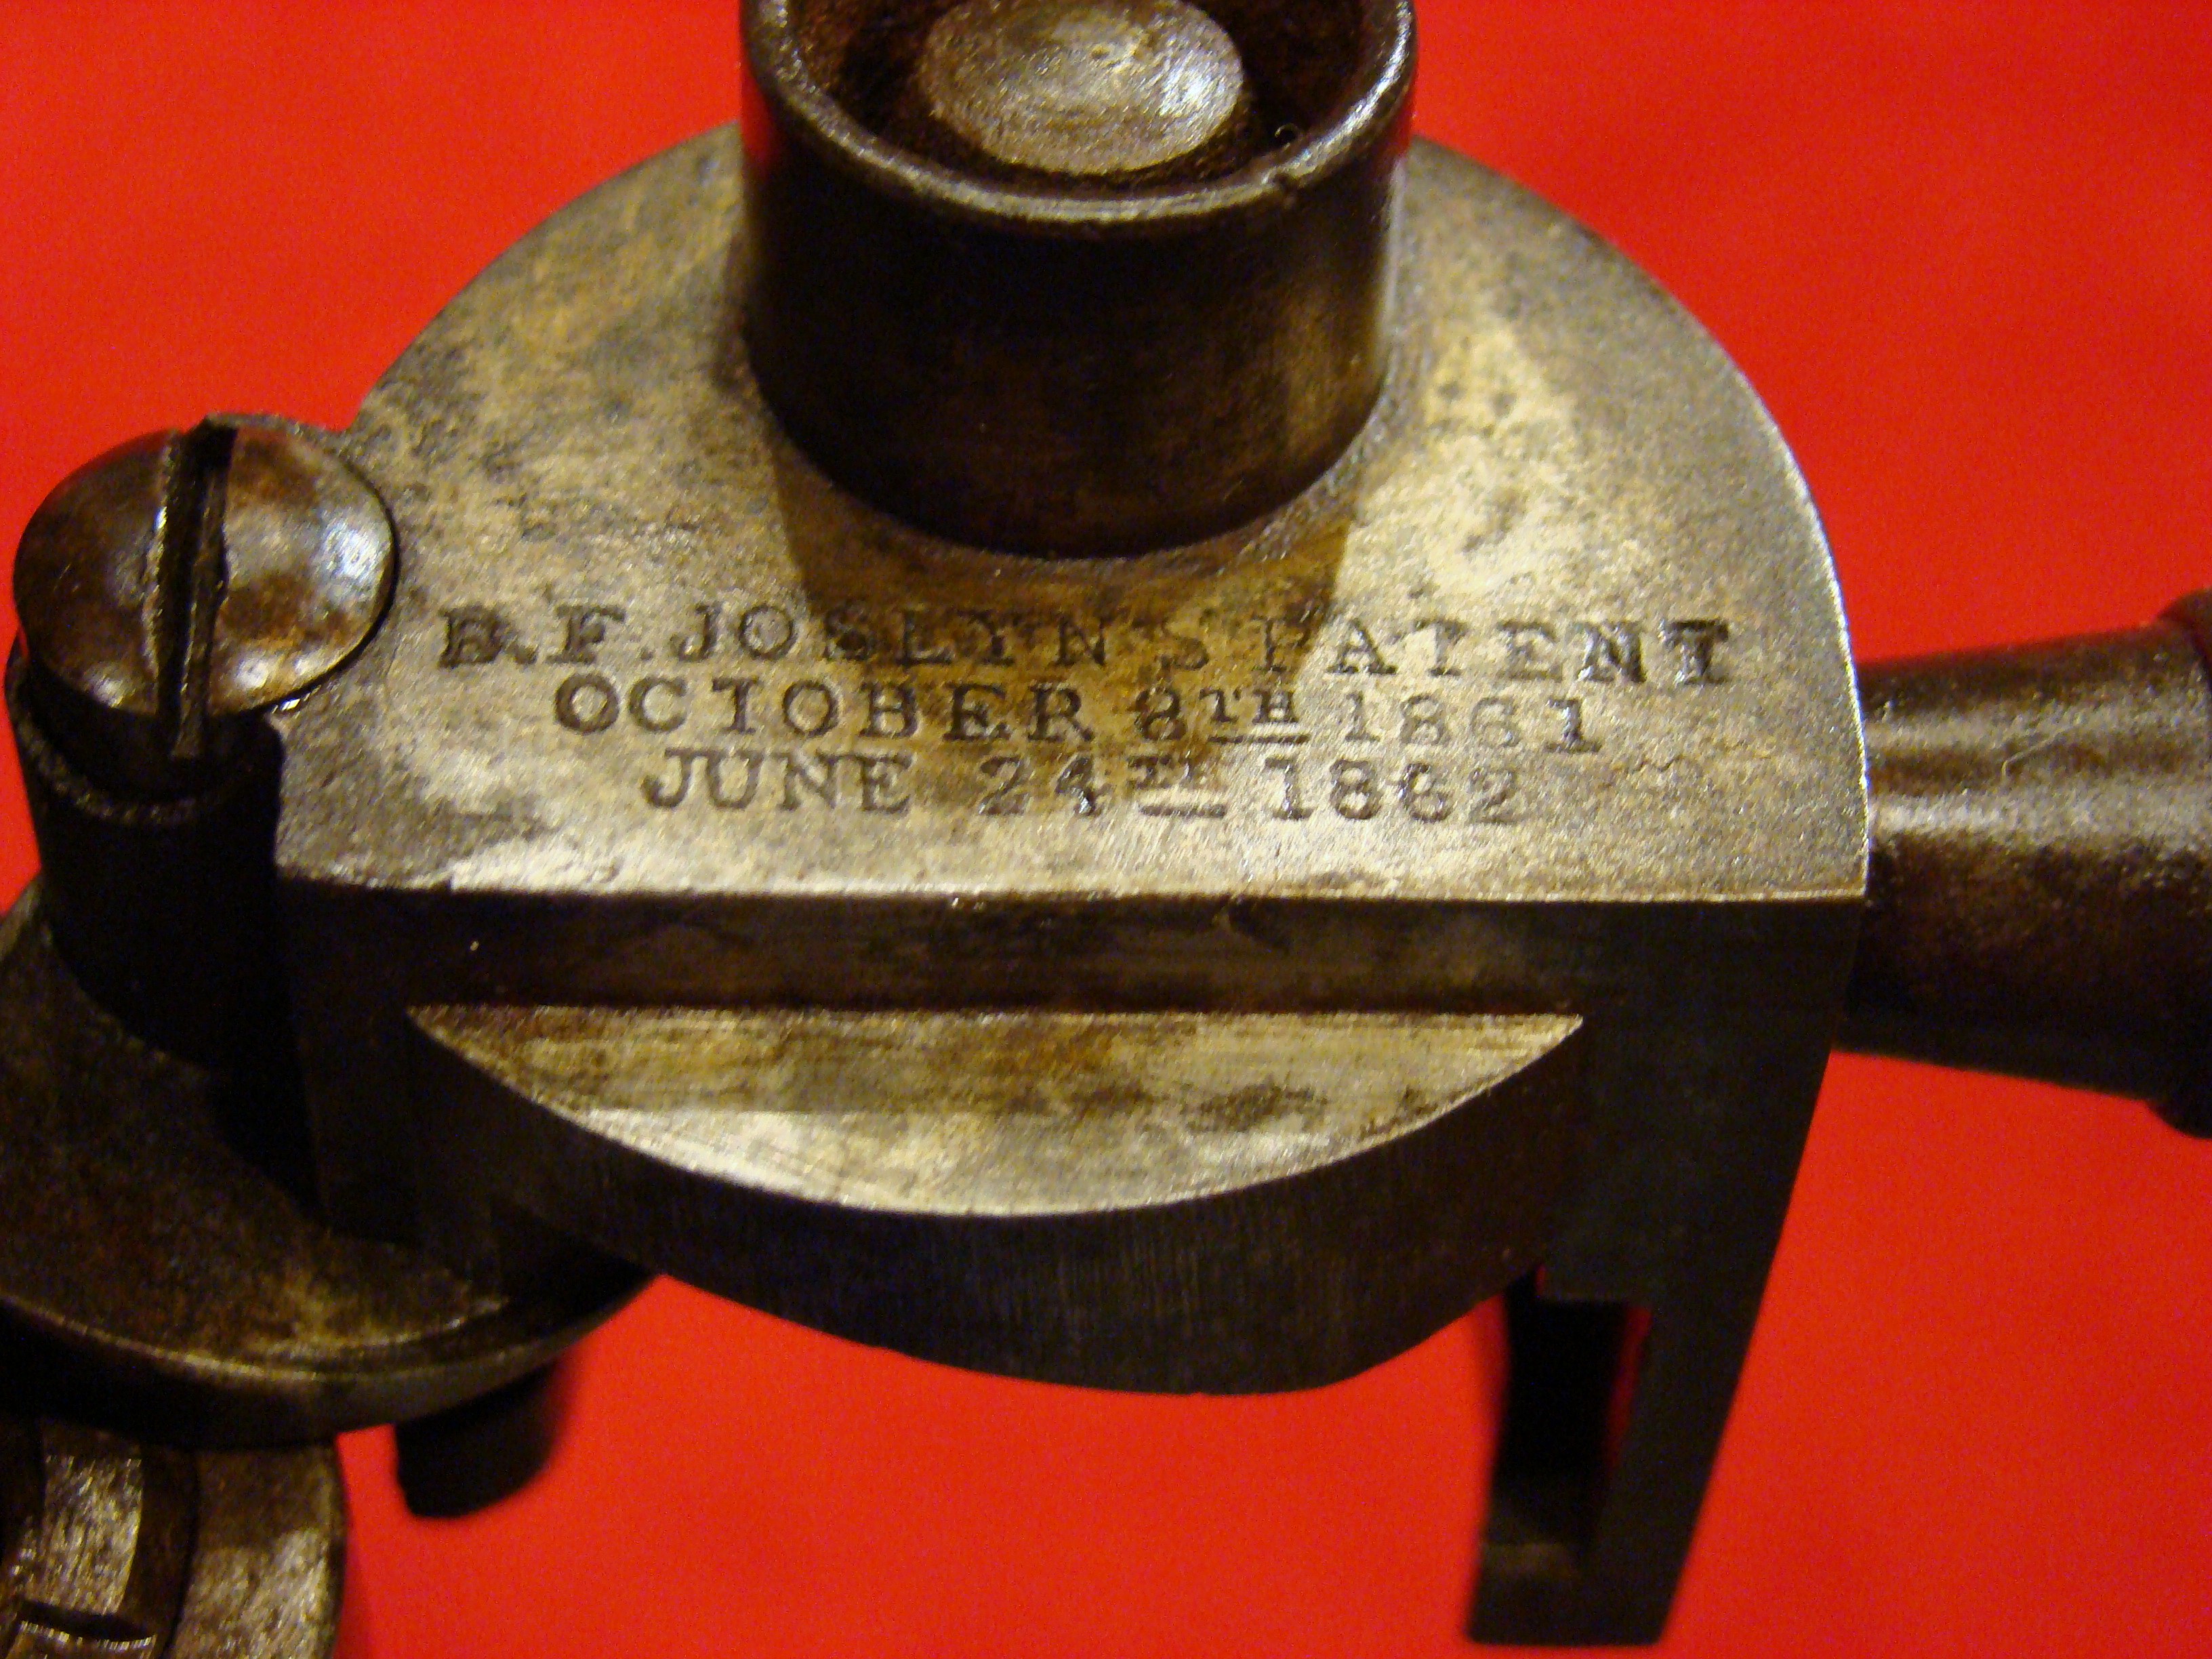 B.F. JOSLYN'S PATENT
OCTOBER 8TH 1861
JUNE 24TH 1862